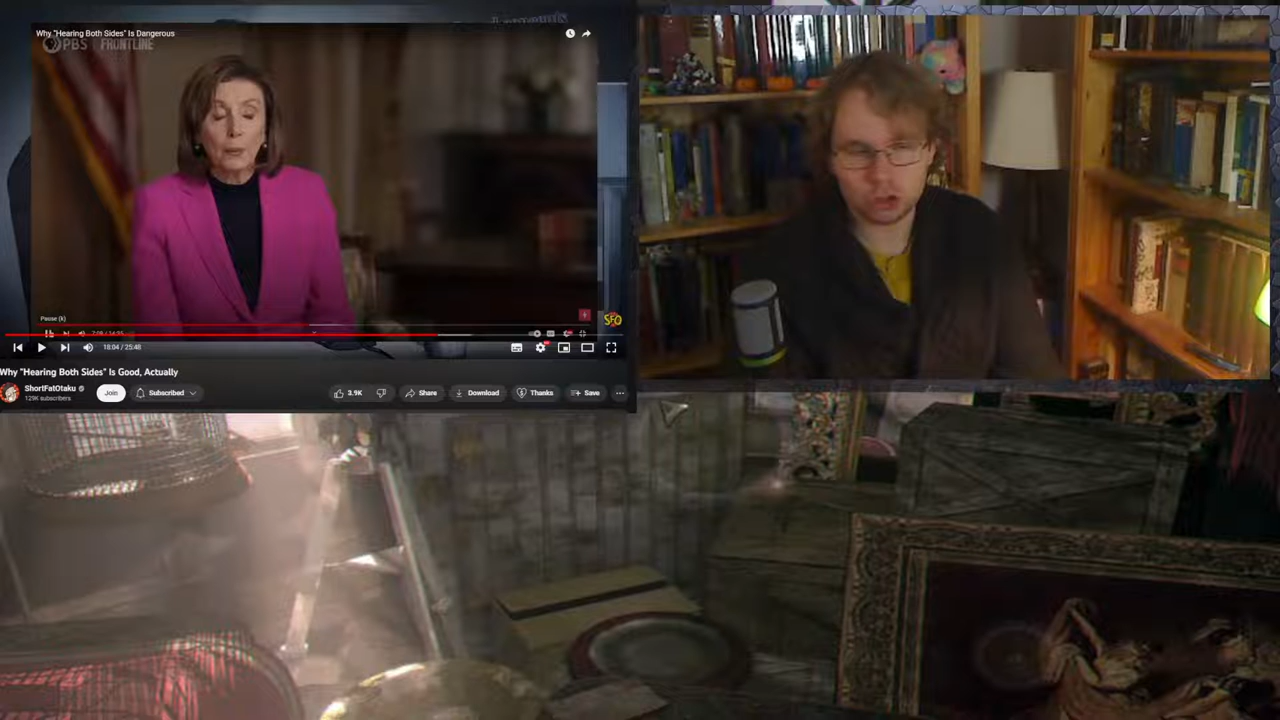 Why "Hearing Both Sides" Is Dangerous
PBS FRONTLINE
Pause (k)
SFO
18:04 / 25:48
Why "Hearing Both Sides" Is Good, Actually
ShortFatOtaku
129K subscribers
Join
Subscribed
3.9K
Share
Download
Thanks
Save